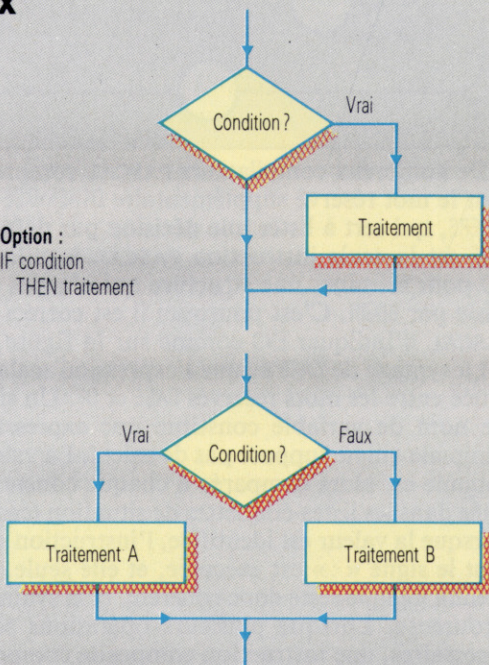 x
Condition ?
Vrai
Option :
IF condition
THEN traitement
Traitement
Vrai
Condition ?
Faux
Traitement A
Traitement B